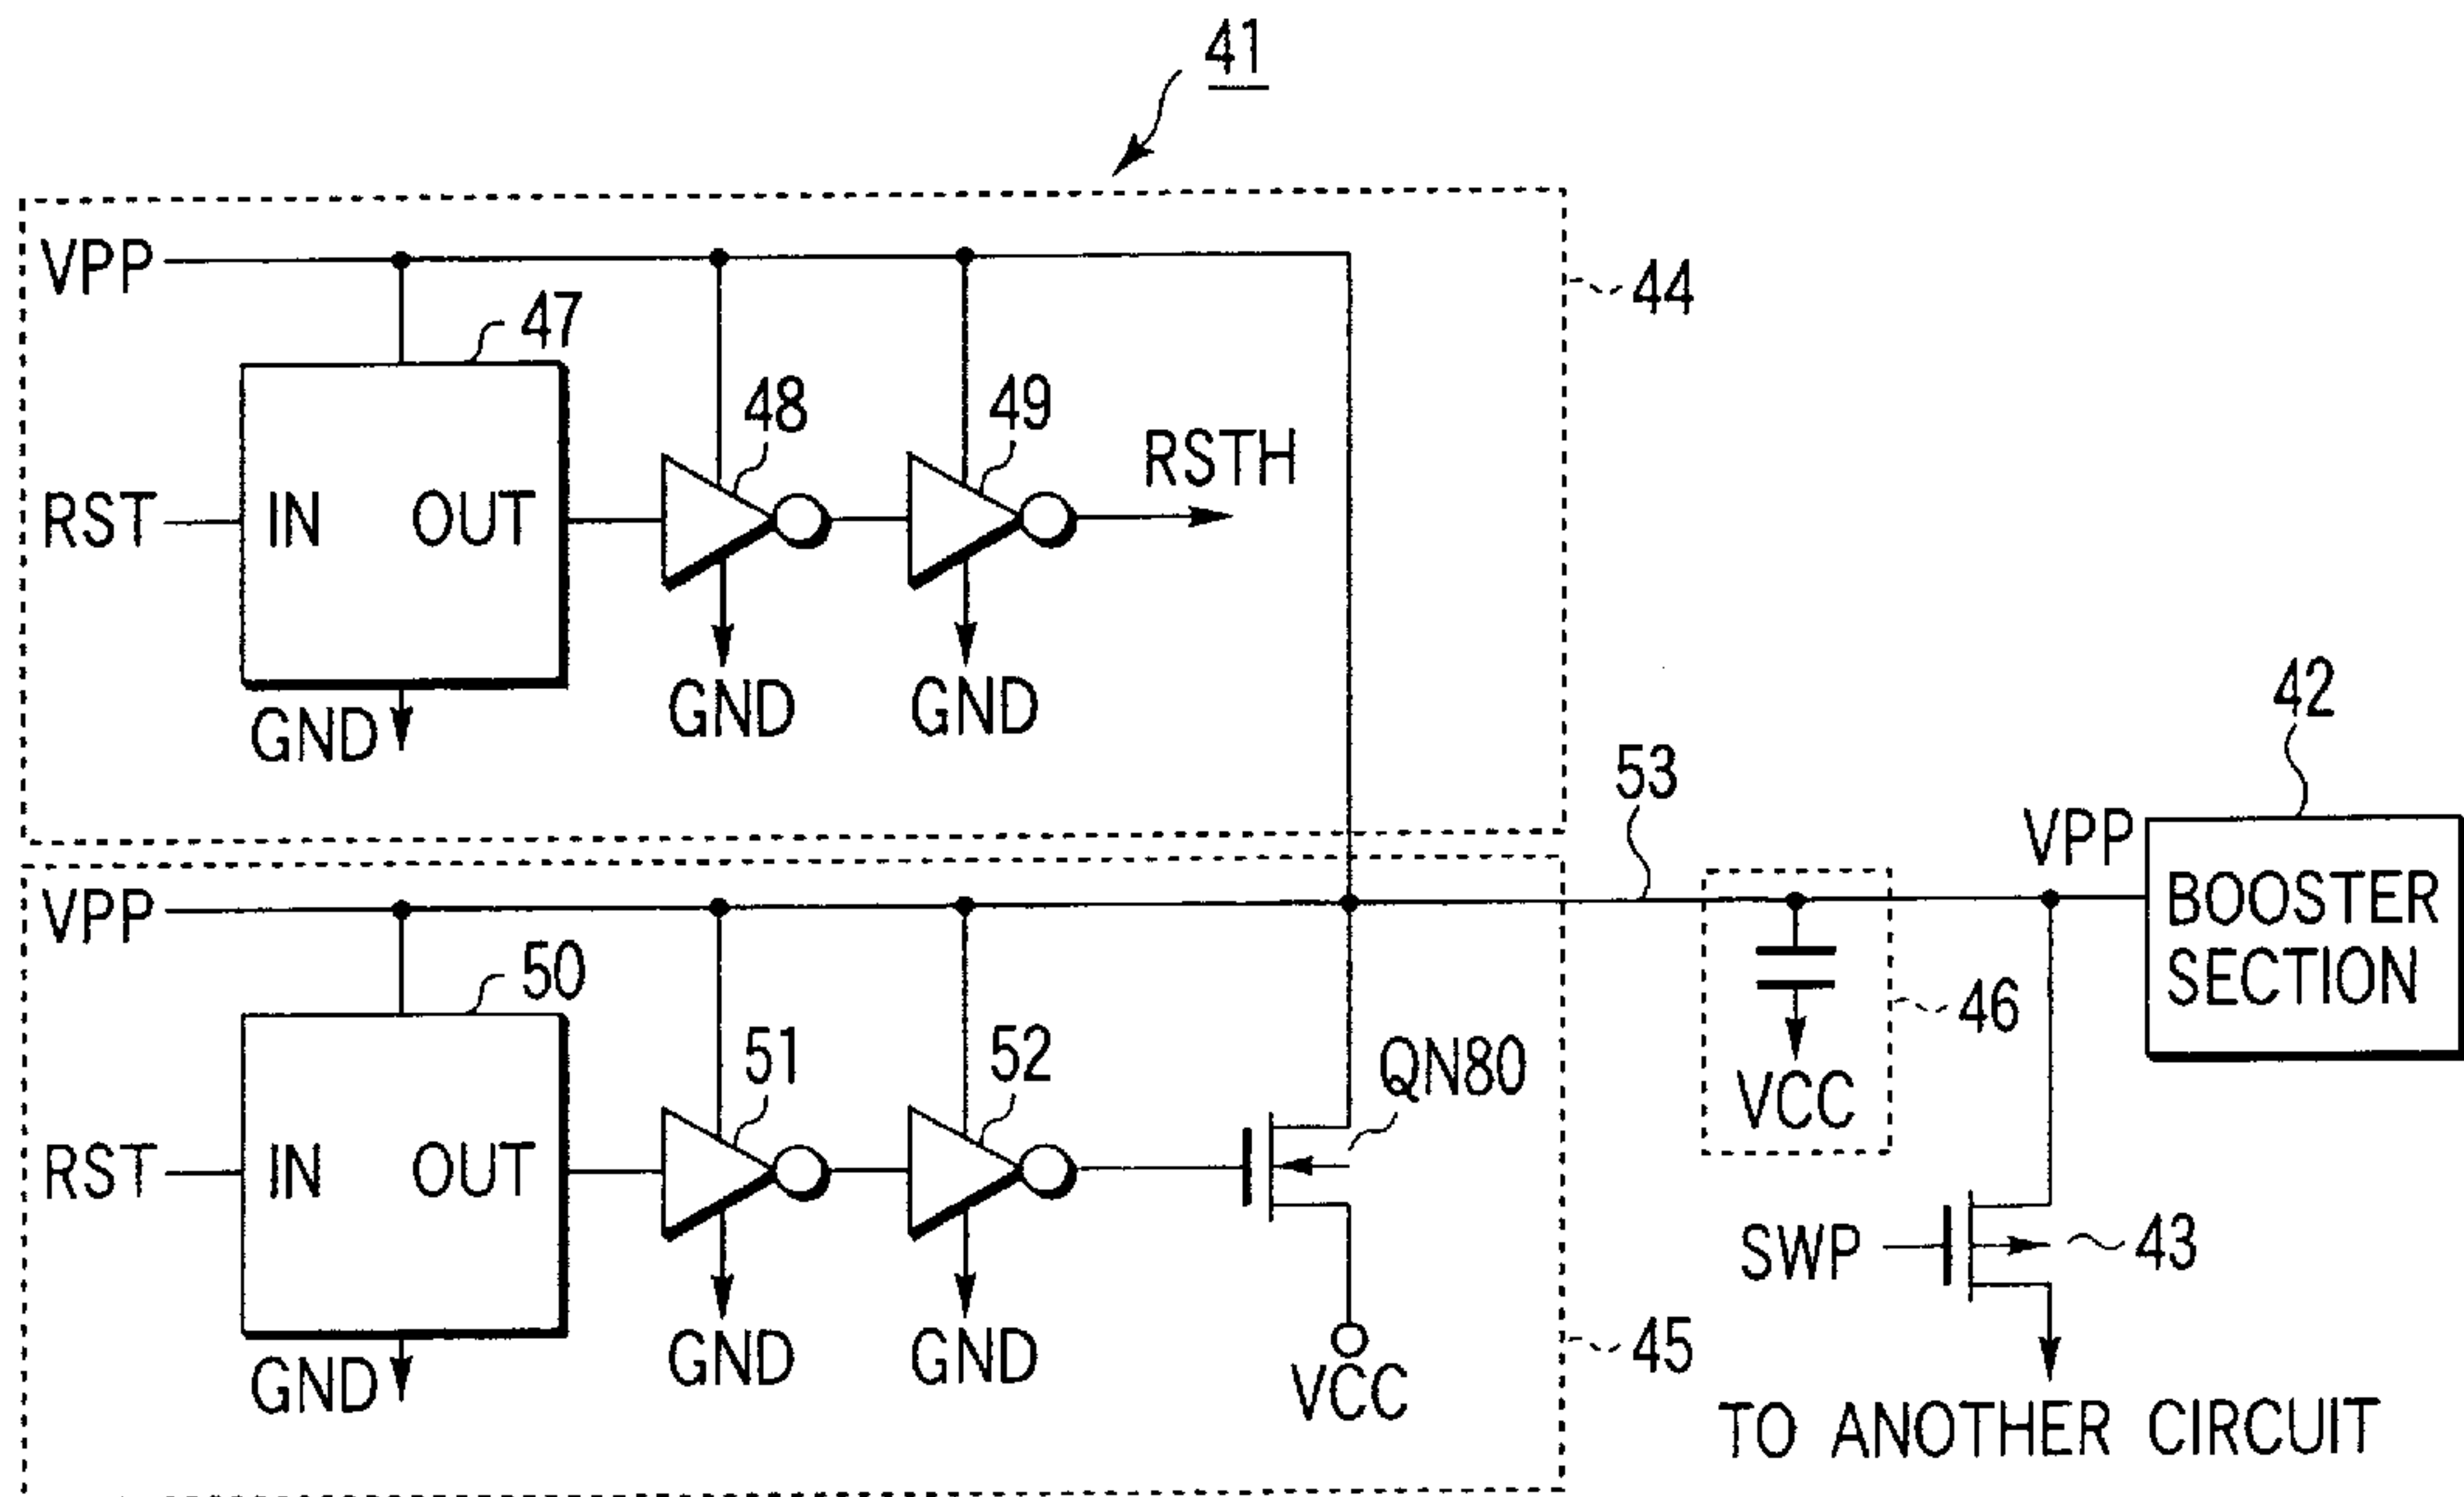 41
VPP
44
47
48
49
RSTH
RST
IN
OUT
GND
GND
GND
42
53
VPP
VPP
BOOSTER
SECTION
50
46
51
52
QN80
VCC
RST
IN
OUT
SWP
43
GND
GND
GND
45
VCC
TO ANOTHER CIRCUIT